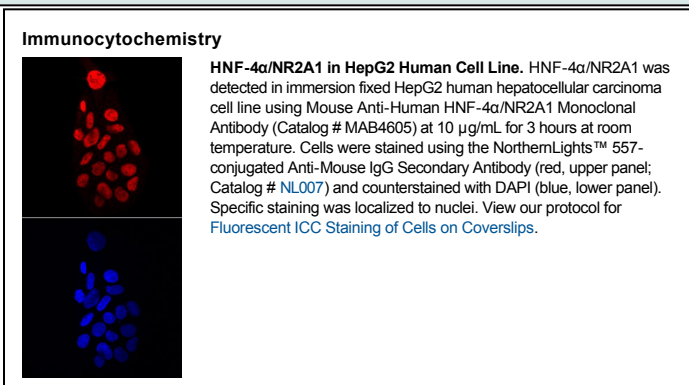 Immunocytochemistry
HNF-4α/NR2A1 in HepG2 Human Cell Line. HNF-4α/NR2A1 was
detected in immersion fixed HepG2 human hepatocellular carcinoma
cell line using Mouse Anti-Human HNF-4α/NR2A1 Monoclonal
Antibody (Catalog # MAB4605) at 10 µg/mL for 3 hours at room
temperature. Cells were stained using the NorthernLights™ 557-
conjugated Anti-Mouse IgG Secondary Antibody (red, upper panel;
Catalog # NL007) and counterstained with DAPI (blue, lower panel).
Specific staining was localized to nuclei. View our protocol for
Fluorescent ICC Staining of Cells on Coverslips.